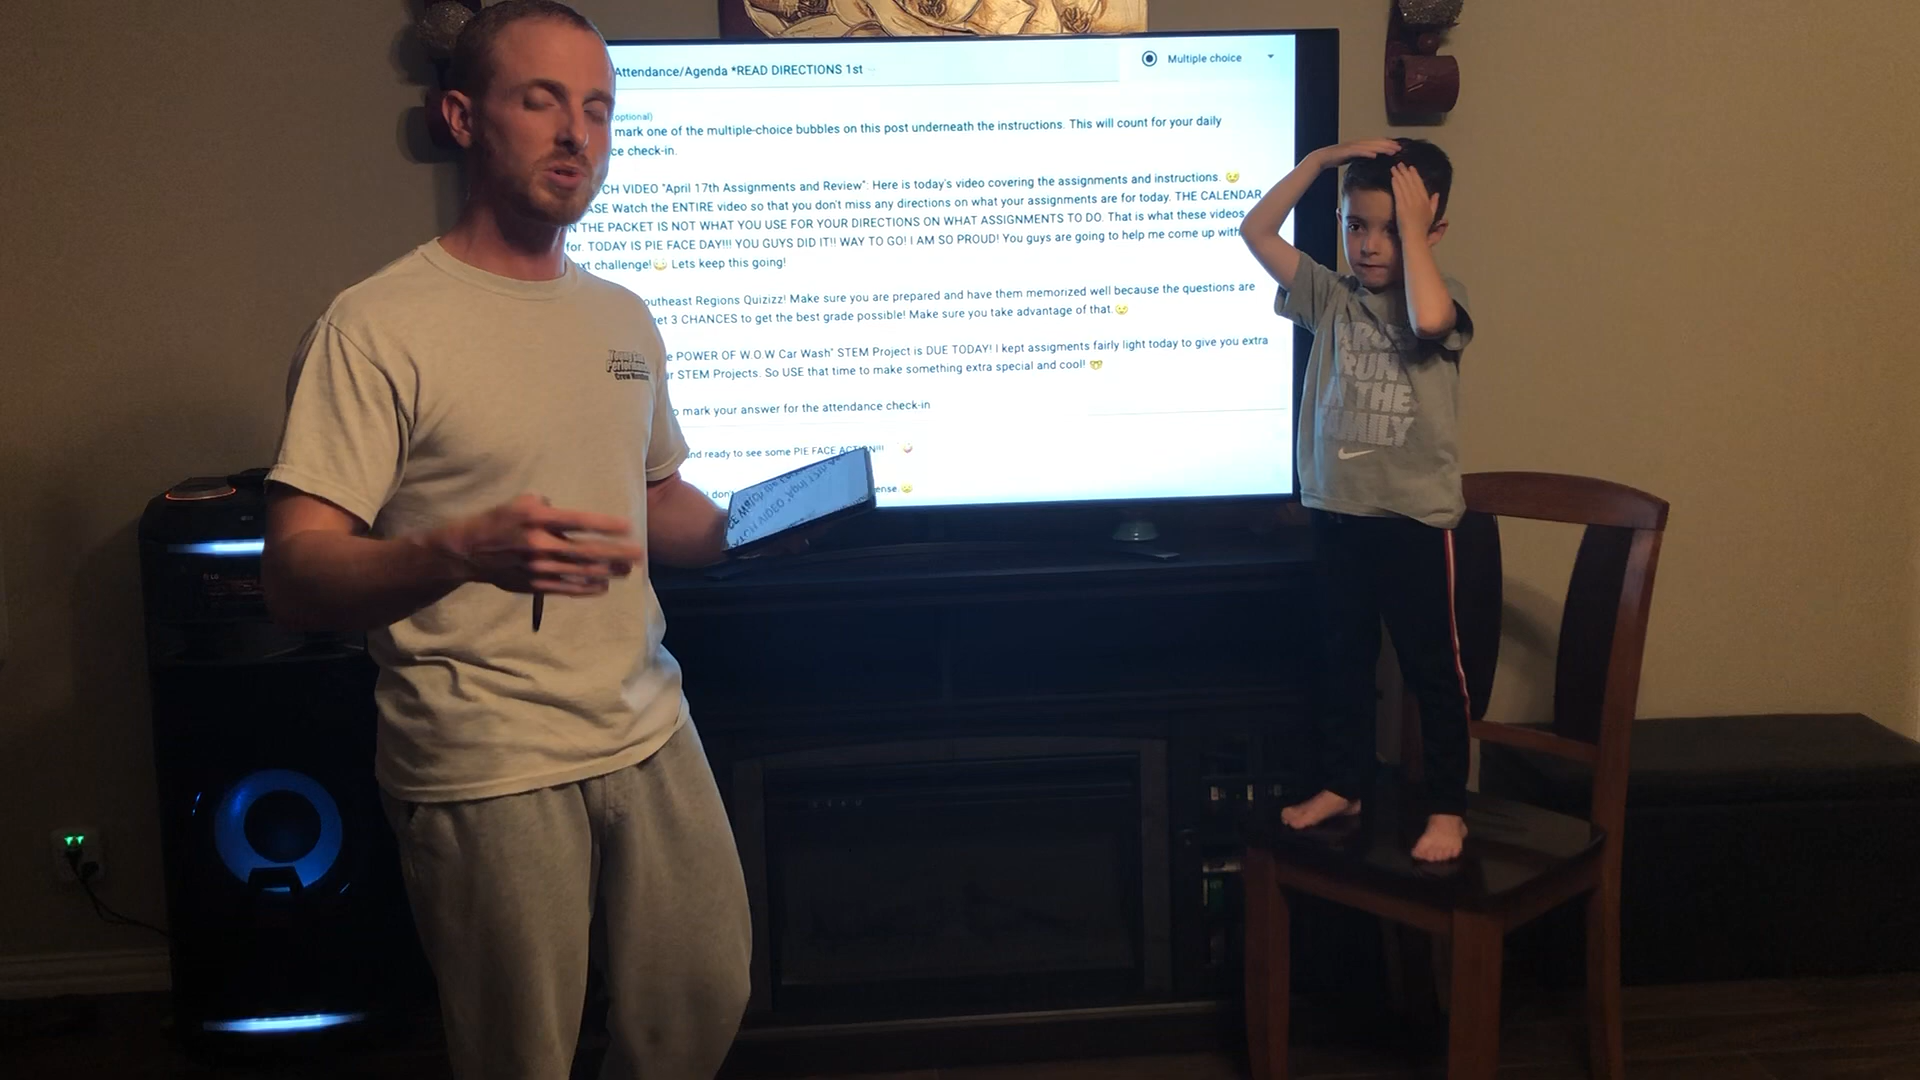 Attendance/Agenda *READ DIRECTIONS 1st
Multiple choice
(optional)
mark one of the multiple-choice bubbles on this post underneath the instructions. This will count for your daily
ce check-in.
CH VIDEO "April 17th Assignments and Review": Here is today's video covering the assignments and instructions. 😉
ASE Watch the ENTIRE video so that you don't miss any directions on what your assignments are for today. THE CALENDAR
N THE PACKET IS NOT WHAT YOU USE FOR YOUR DIRECTIONS ON WHAT ASSIGNMENTS TO DO. That is what these videos
for. TODAY IS PIE FACE DAY!!! YOU GUYS DID IT!! WAY TO GO! I AM SO PROUD! You guys are going to help me come up with
xt challenge!😀 Lets keep this going!
outheast Regions Quizizz! Make sure you are prepared and have them memorized well because the questions are
et 3 CHANCES to get the best grade possible! Make sure you take advantage of that.
e POWER OF W.O.W Car Wash" STEM Project is DUE TODAY! I kept assigments fairly light today to give you extra
r STEM Projects. So USE that time to make something extra special and cool! 🤓
o mark your answer for the attendance check-in
nd ready to see some PIE FACE ACTION!!!
I don'
ense.
VIDEO "April 17th
RUN
THE
FAMILY